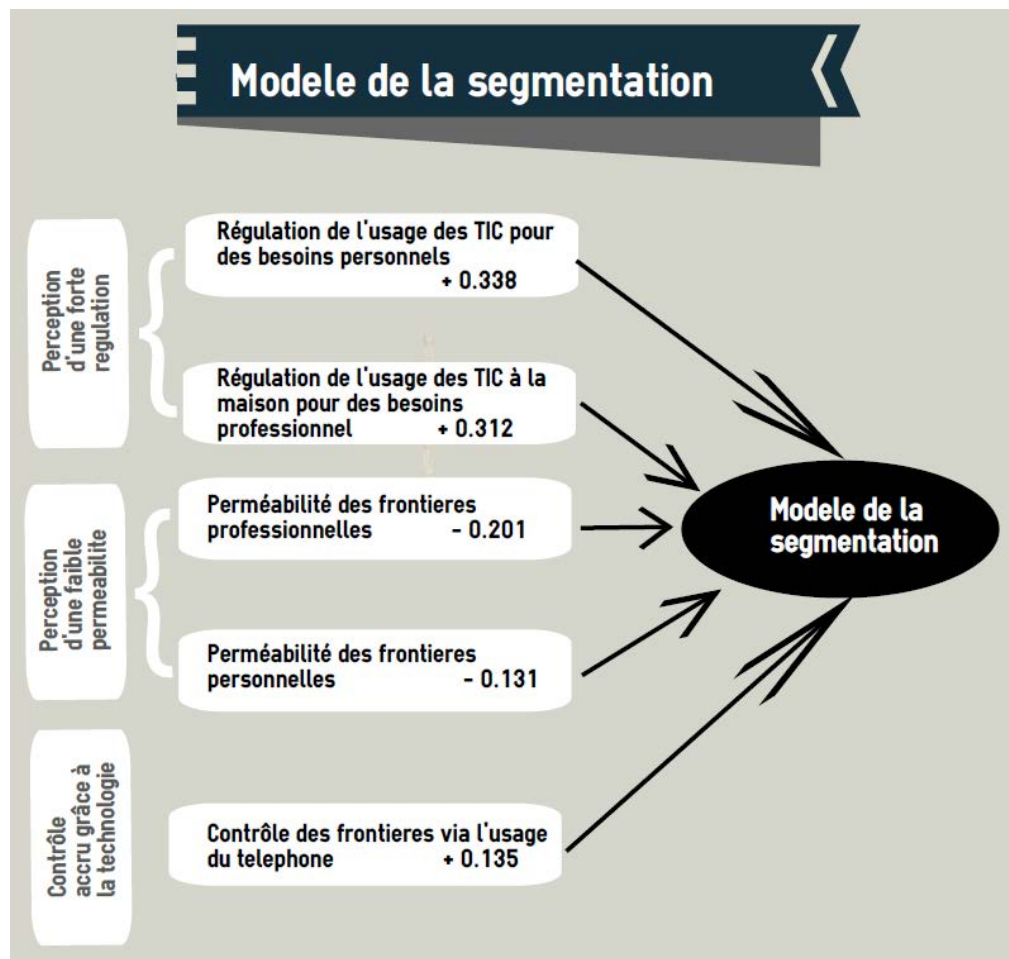 Modele de la segmentation
Perception
d'une forte
regulation
Régulation de l'usage des TIC pour
des besoins personnels
+ 0.338
Régulation de l'usage des TIC à la
maison pour des besoins
professionnel + 0.312
Perception
d'une faible
permeabilite
Perméabilité des frontieres
professionnelles - 0.201
Perméabilité des frontieres
personnelles - 0.131
Contrôle
accru grâce à
la technologie
Contrôle des frontieres via l'usage
du telephone + 0.135
Modele de la
segmentation